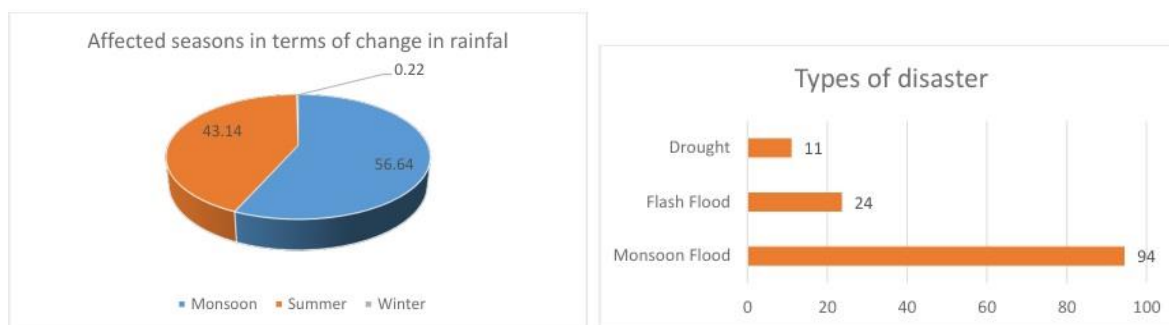 Affected seasons in terms of change in rainfal
0.22
43.14
56.64
Monsoon Summer Winter
Types of disaster
Drought 11
Flash Flood 24
Monsoon Flood 94
0 20 40 60 80 100